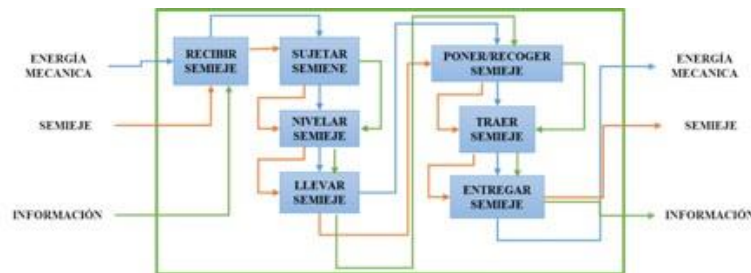 ENERGÍA
MECANICA
SEMIEJE
INFORMACIÓN
RECIBIR
SEMIEJE
SUJETAR
SEMIENE
NIVELAR
SEMIEJE
LLEVAR
SEMIEJE
PONER/RECOGER
SEMIEJE
TRAER
SEMIEJE
ENTREGAR
SEMIEJE
ENERGÍA
MECANICA
SEMIEJE
INFORMACIÓN